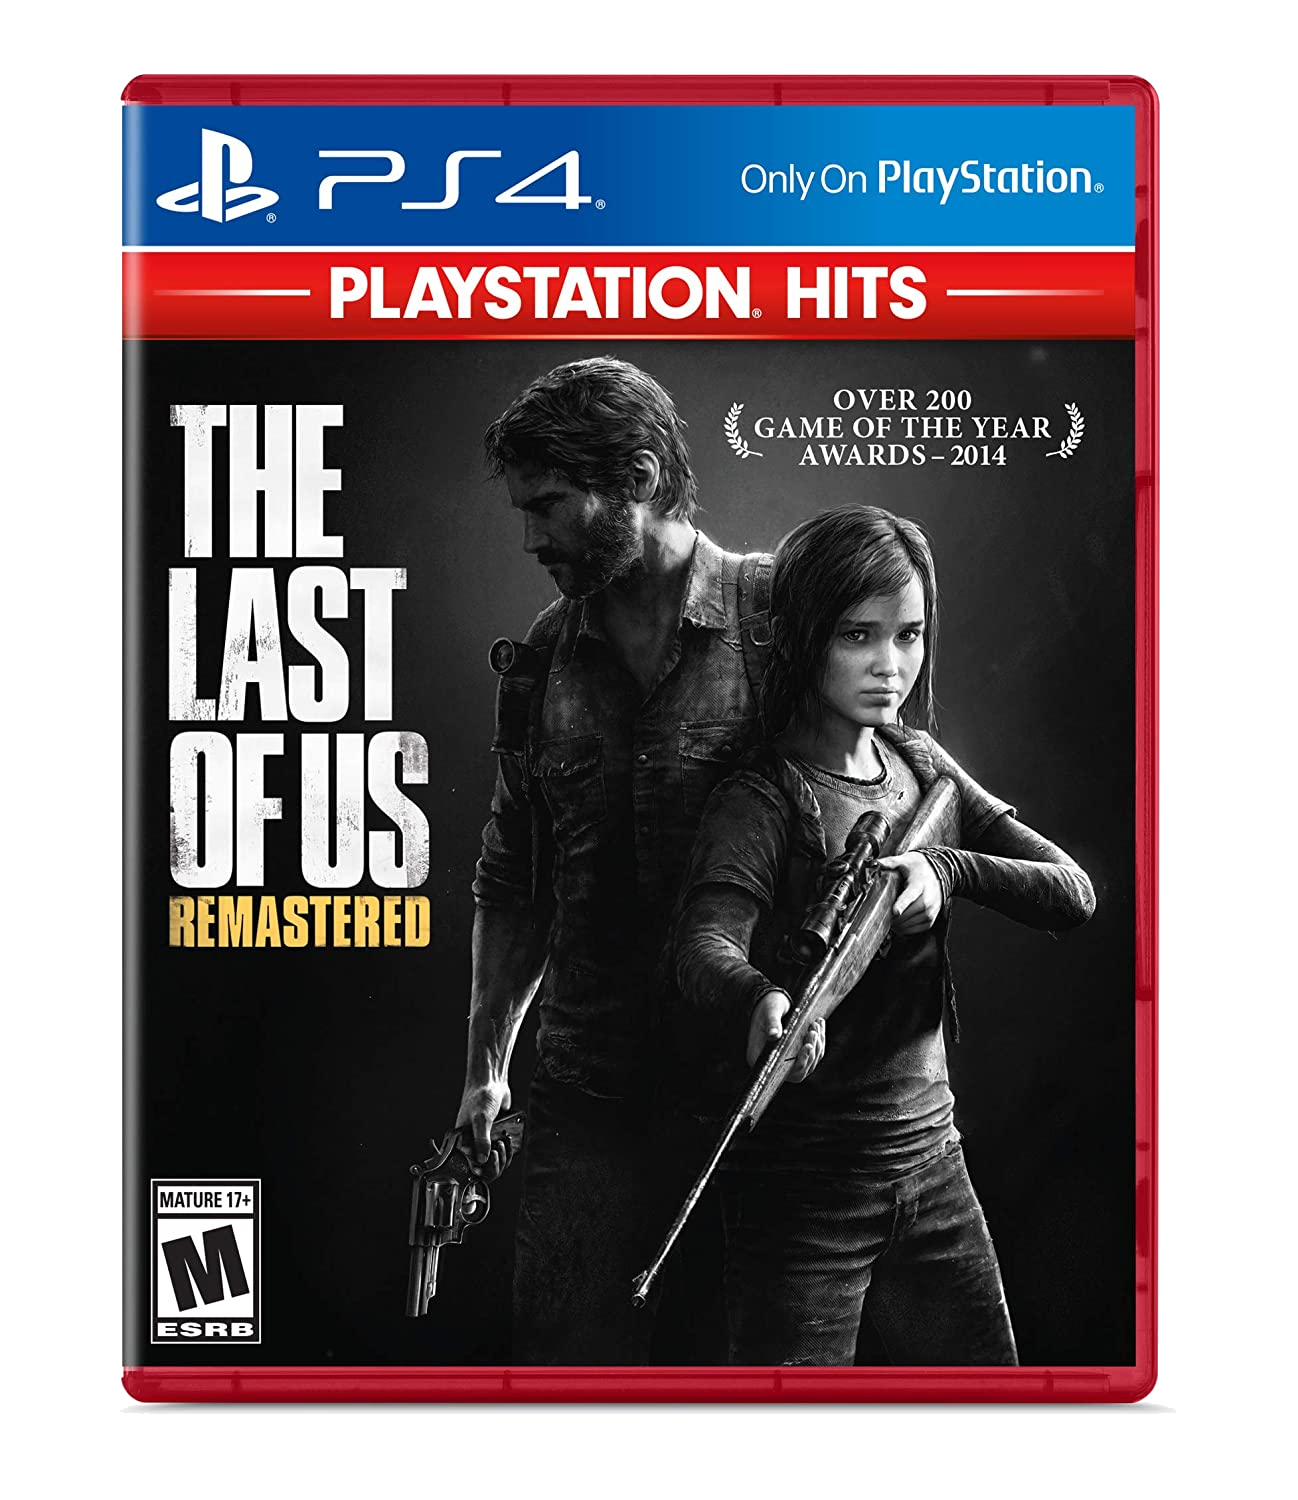 PS4®
Only On PlayStation®
PLAYSTATION® HITS
OVER 200
GAME OF THE YEAR
AWARDS – 2014
THE
LAST
OF US
REMASTERED
MATURE 17+
M
ESRB